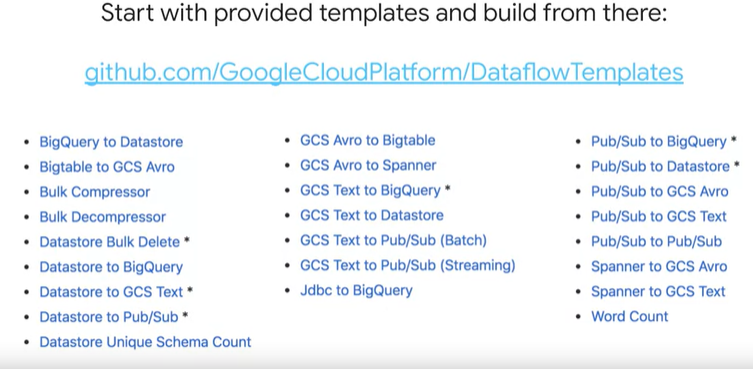 Start with provided templates and build from there:
github.com/GoogleCloudPlatform/DataflowTemplates
• BigQuery to Datastore
• Bigtable to GCS Avro
• Bulk Compressor
• Bulk Decompressor
• Datastore Bulk Delete *
• Datastore to BigQuery
• Datastore to GCS Text *
• Datastore to Pub/Sub *
• Datastore Unique Schema Count
• GCS Avro to Bigtable
• GCS Avro to Spanner
• GCS Text to BigQuery *
• GCS Text to Datastore
• GCS Text to Pub/Sub (Batch)
• GCS Text to Pub/Sub (Streaming)
• Jdbc to BigQuery
• Pub/Sub to BigQuery *
• Pub/Sub to Datastore *
• Pub/Sub to GCS Avro
• Pub/Sub to GCS Text
• Pub/Sub to Pub/Sub
• Spanner to GCS Avro
• Spanner to GCS Text
• Word Count